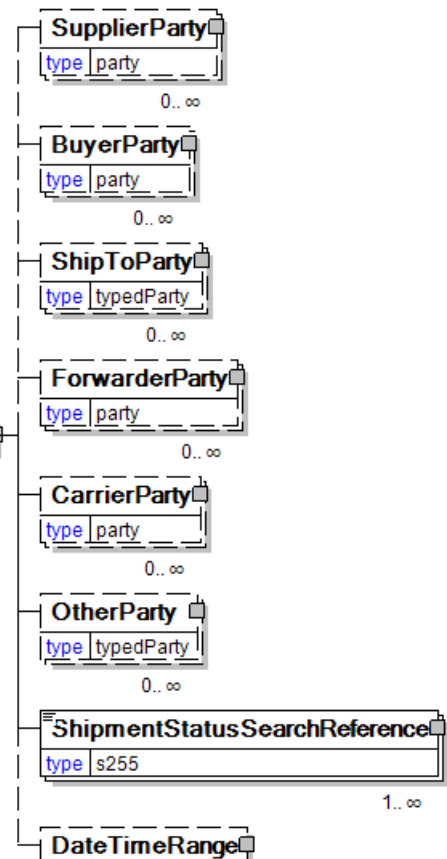 SupplierParty
type party
0.. ∞
BuyerParty
type party
0.. ∞
ShipToParty
type typedParty
0.. ∞
ForwarderParty
type party
0.. ∞
CarrierParty
type party
0.. ∞
OtherParty
type typedParty
0.. ∞
ShipmentStatusSearchReference
type s255
1.. ∞
DateTimeRange